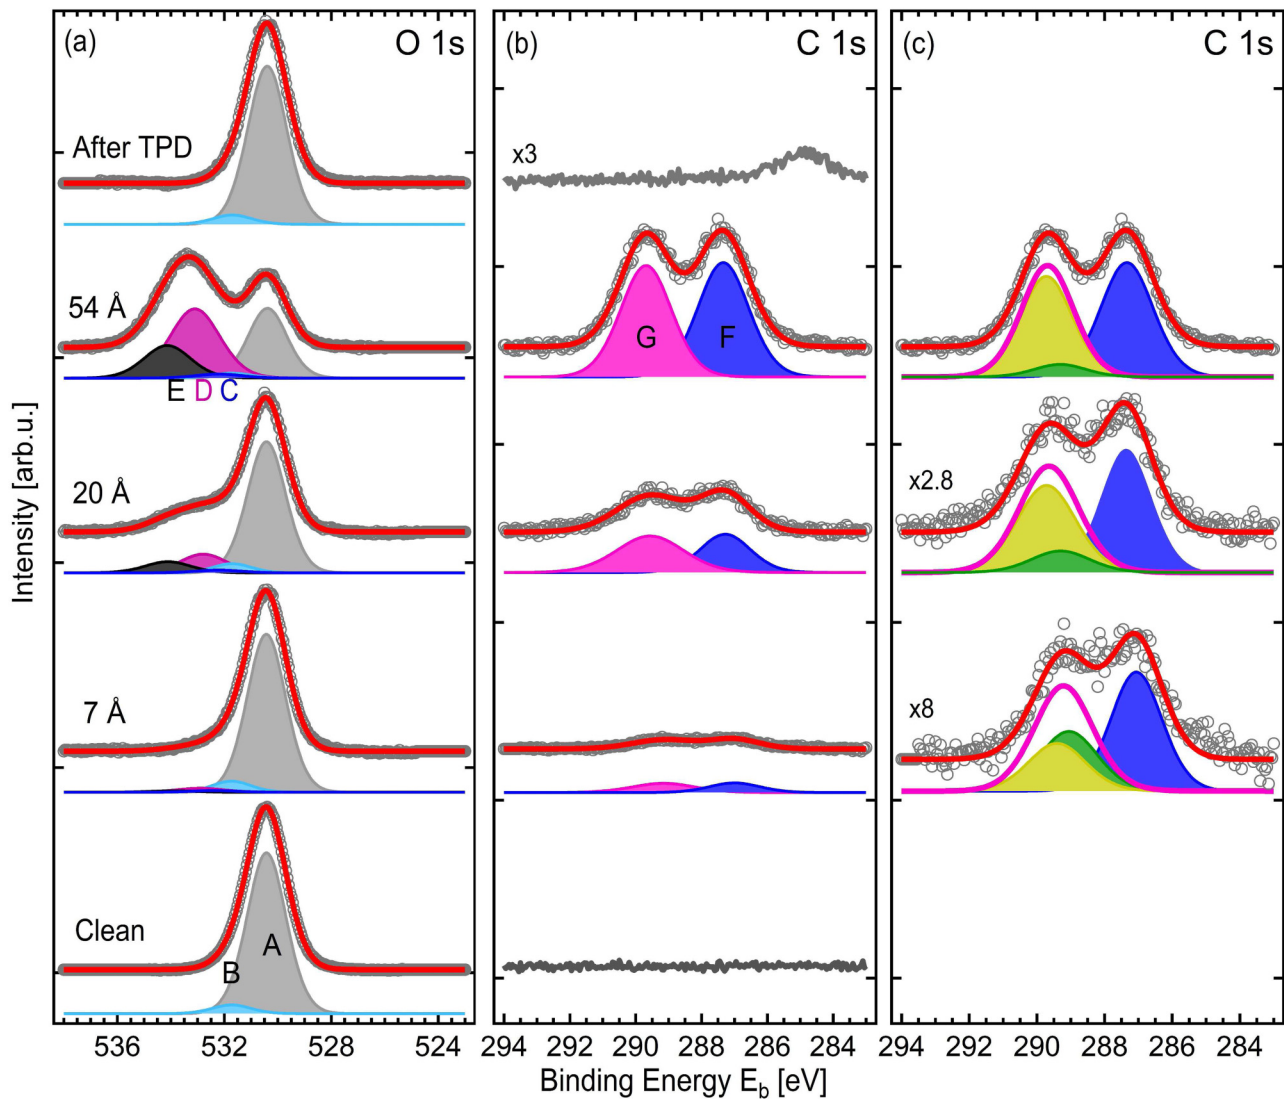 (a)
O 1s
(b)
C 1s
(c)
C 1s
After TPD
x3
54 Å
G
F
E D C
20 Å
x2.8
7 Å
x8
Clean
B
A
Intensity [arb.u.]
536 532 528 524
294 292 290 288 286 284
294 292 290 288 286 284
Binding Energy E_b [eV]